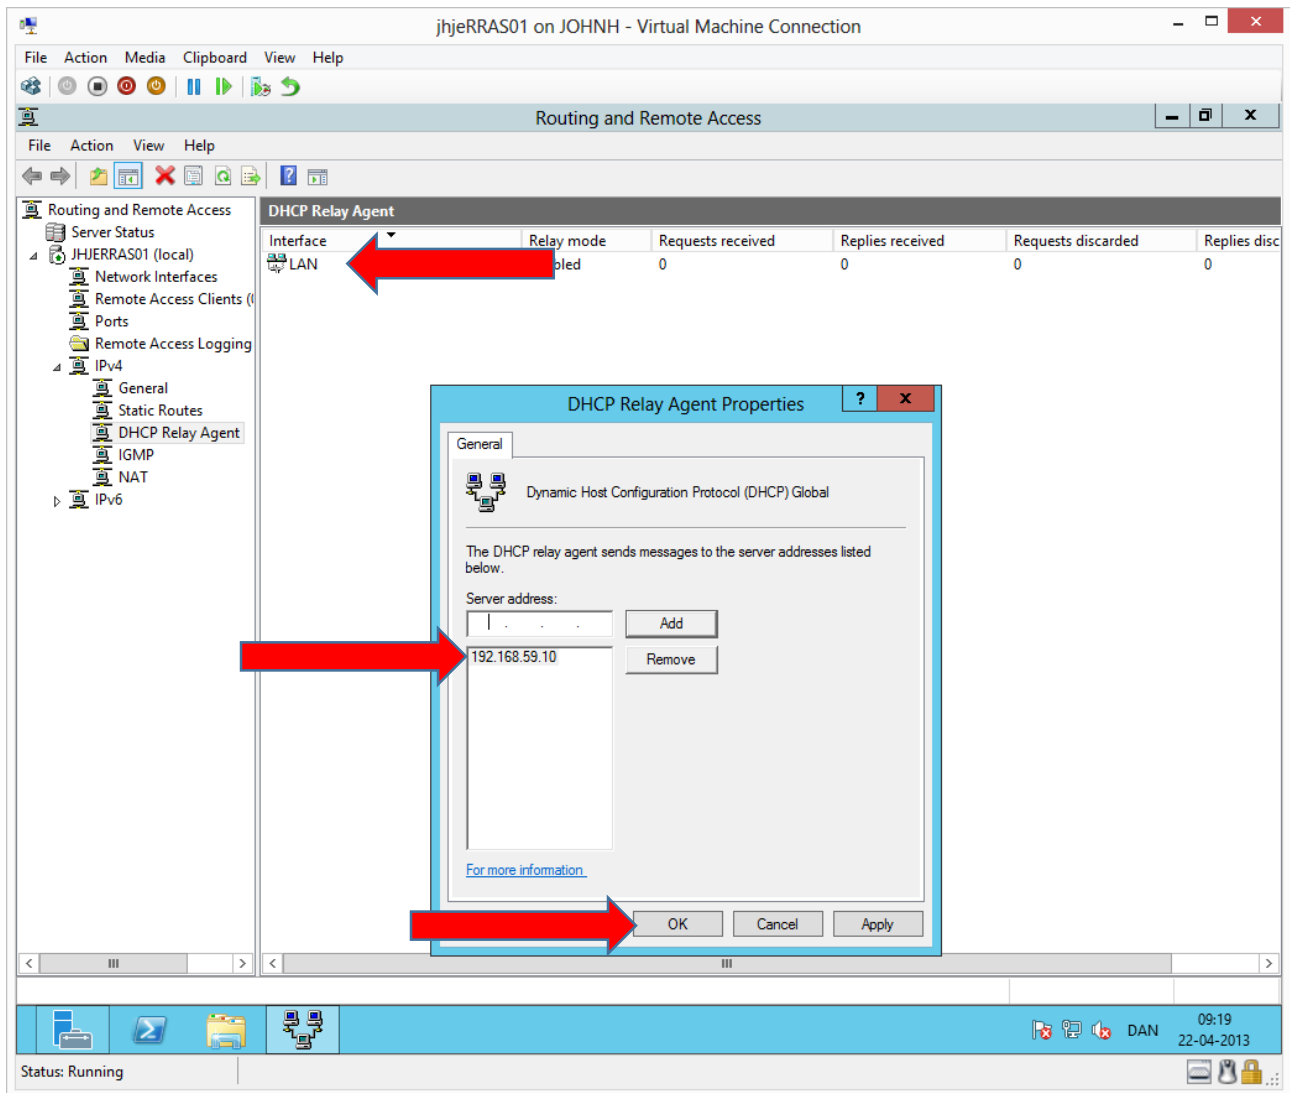 jhjeRRAS01 on JOHNH - Virtual Machine Connection
File Action Media Clipboard View Help
Routing and Remote Access
File Action View Help
Routing and Remote Access
Server Status
JHJERRAS01 (local)
Network Interfaces
Remote Access Clients (
Ports
Remote Access Logging
IPv4
General
Static Routes
DHCP Relay Agent
IGMP
NAT
IPv6
DHCP Relay Agent
Interface Relay mode Requests received Replies received Requests discarded Replies disc
LAN bled 0 0 0 0
DHCP Relay Agent Properties
General
Dynamic Host Configuration Protocol (DHCP) Global
The DHCP relay agent sends messages to the server addresses listed
below.
Server address:
. . . Add
192.168.59.10 Remove
For more information
OK Cancel Apply
DAN
09:19
22-04-2013
Status: Running